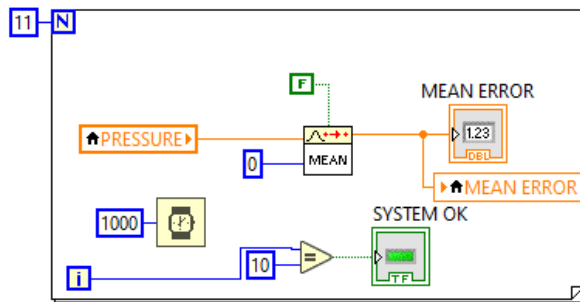 11 N
F
MEAN ERROR
PRESSURE
1.23
DBL
0
MEAN
MEAN ERROR
SYSTEM OK
1000
10
=
TF
i